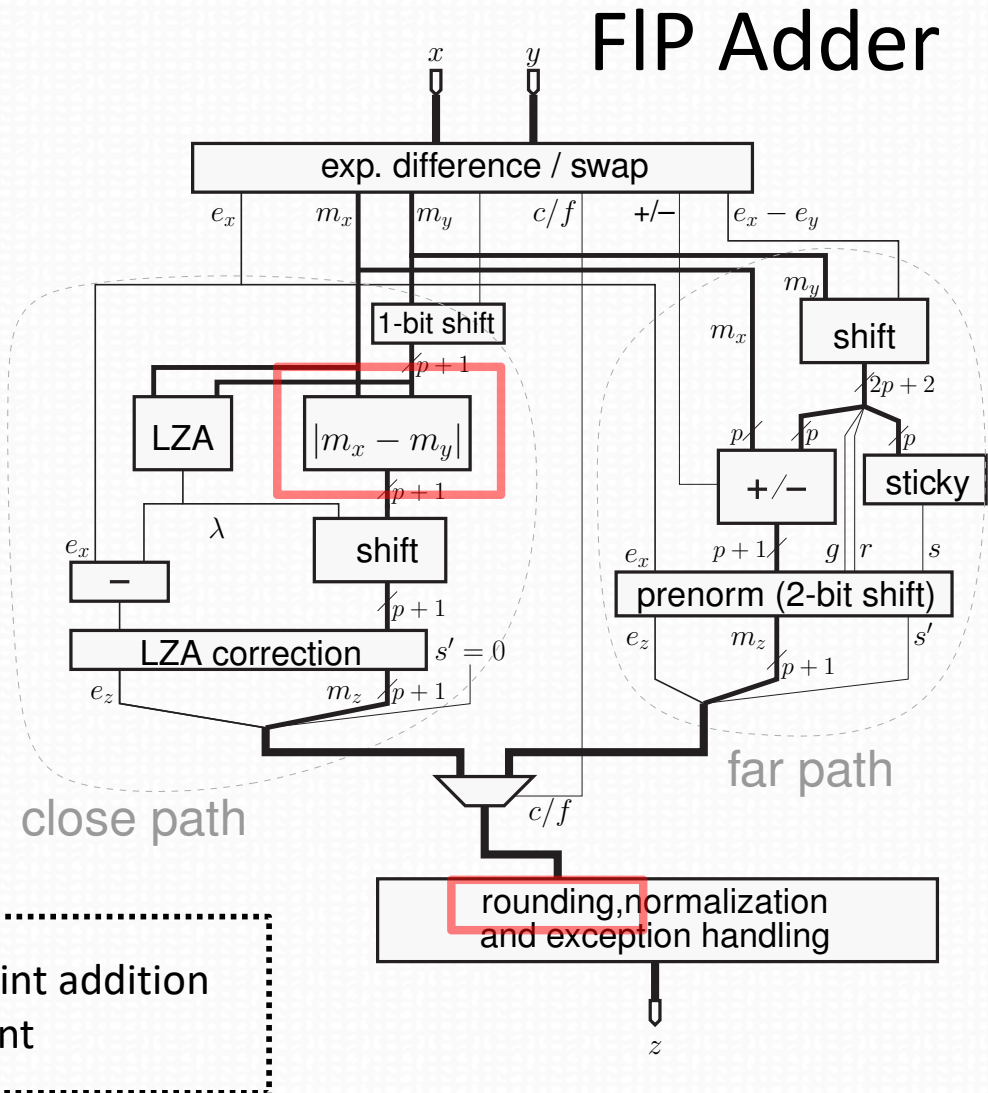 FlP Adder
x y
exp. difference / swap
e_x m_x m_y c/f +/− e_x − e_y
m_y
1-bit shift
m_x
shift
p + 1
2p + 2
LZA
|m_x − m_y|
p p p
+/−
sticky
p + 1
λ
shift
e_x
e_x p + 1 g r s
−
prenorm (2-bit shift)
p + 1
LZA correction s′ = 0
e_z m_z s′
p + 1
e_z m_z p + 1
far path
close path
c/f
rounding,normalization
and exception handling
int addition
nt
z